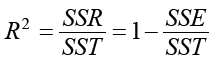 R² = SSR/SST = 1 − SSE/SST